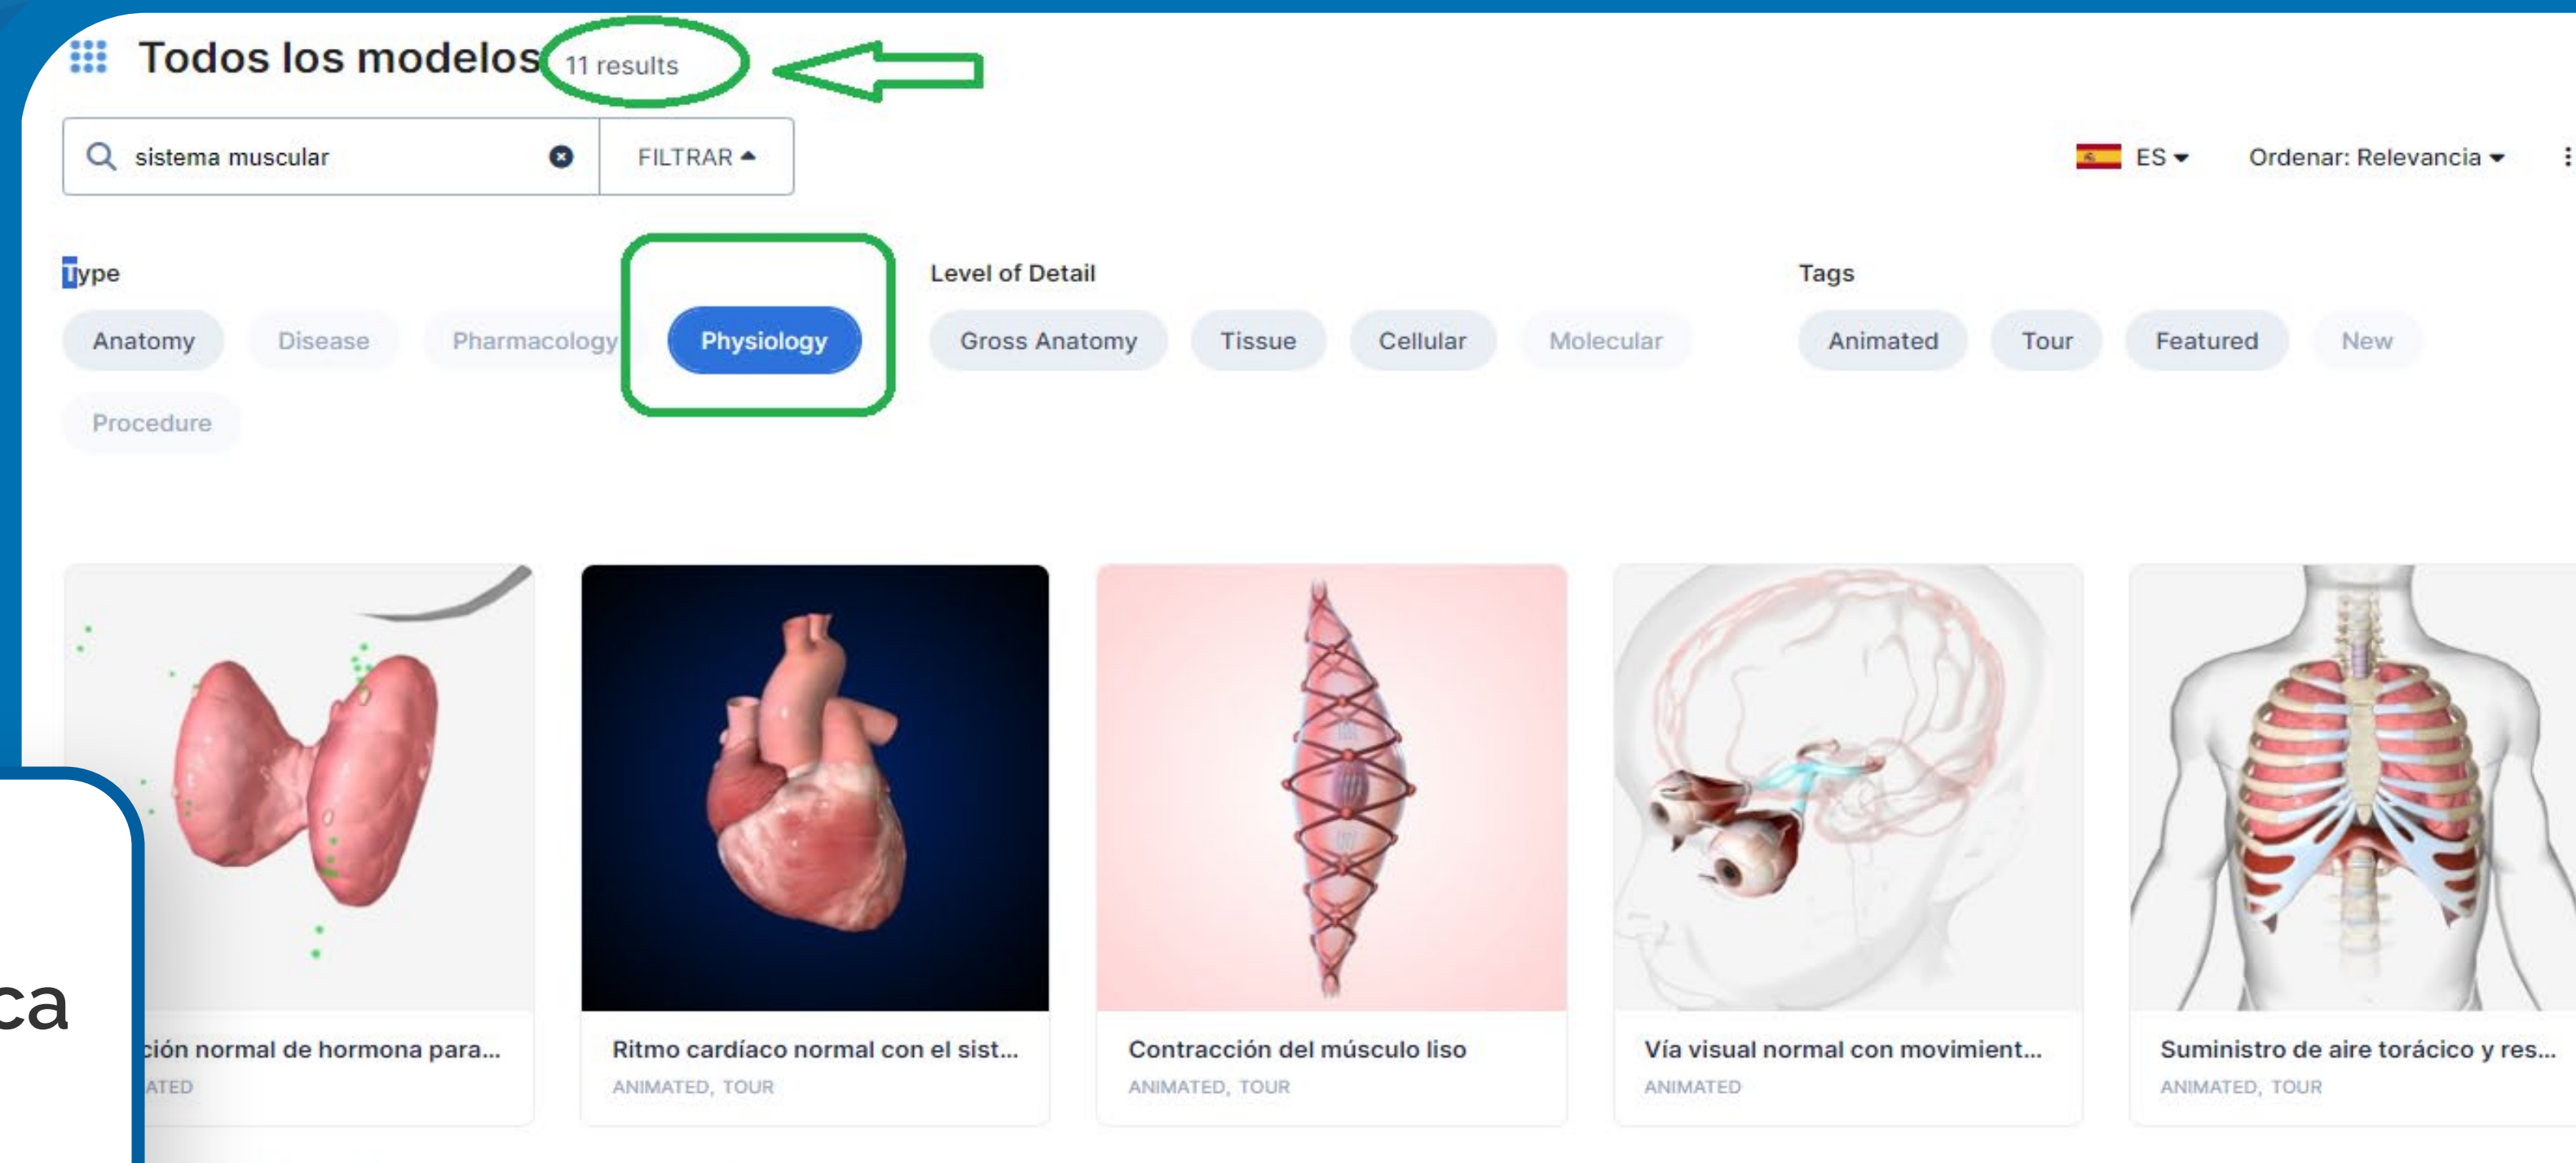 Todos los modelos 11 results
sistema muscular FILTRAR ES Ordenar: Relevancia
Type Level of Detail Tags
Anatomy Disease Pharmacology Physiology Gross Anatomy Tissue Cellular Molecular Animated Tour Featured New
Procedure
ca
ción normal de hormona para... Ritmo cardíaco normal con el sist... Contracción del músculo liso Vía visual normal con movimient... Suministro de aire torácico y res...
ATED ANIMATED, TOUR ANIMATED, TOUR ANIMATED ANIMATED, TOUR